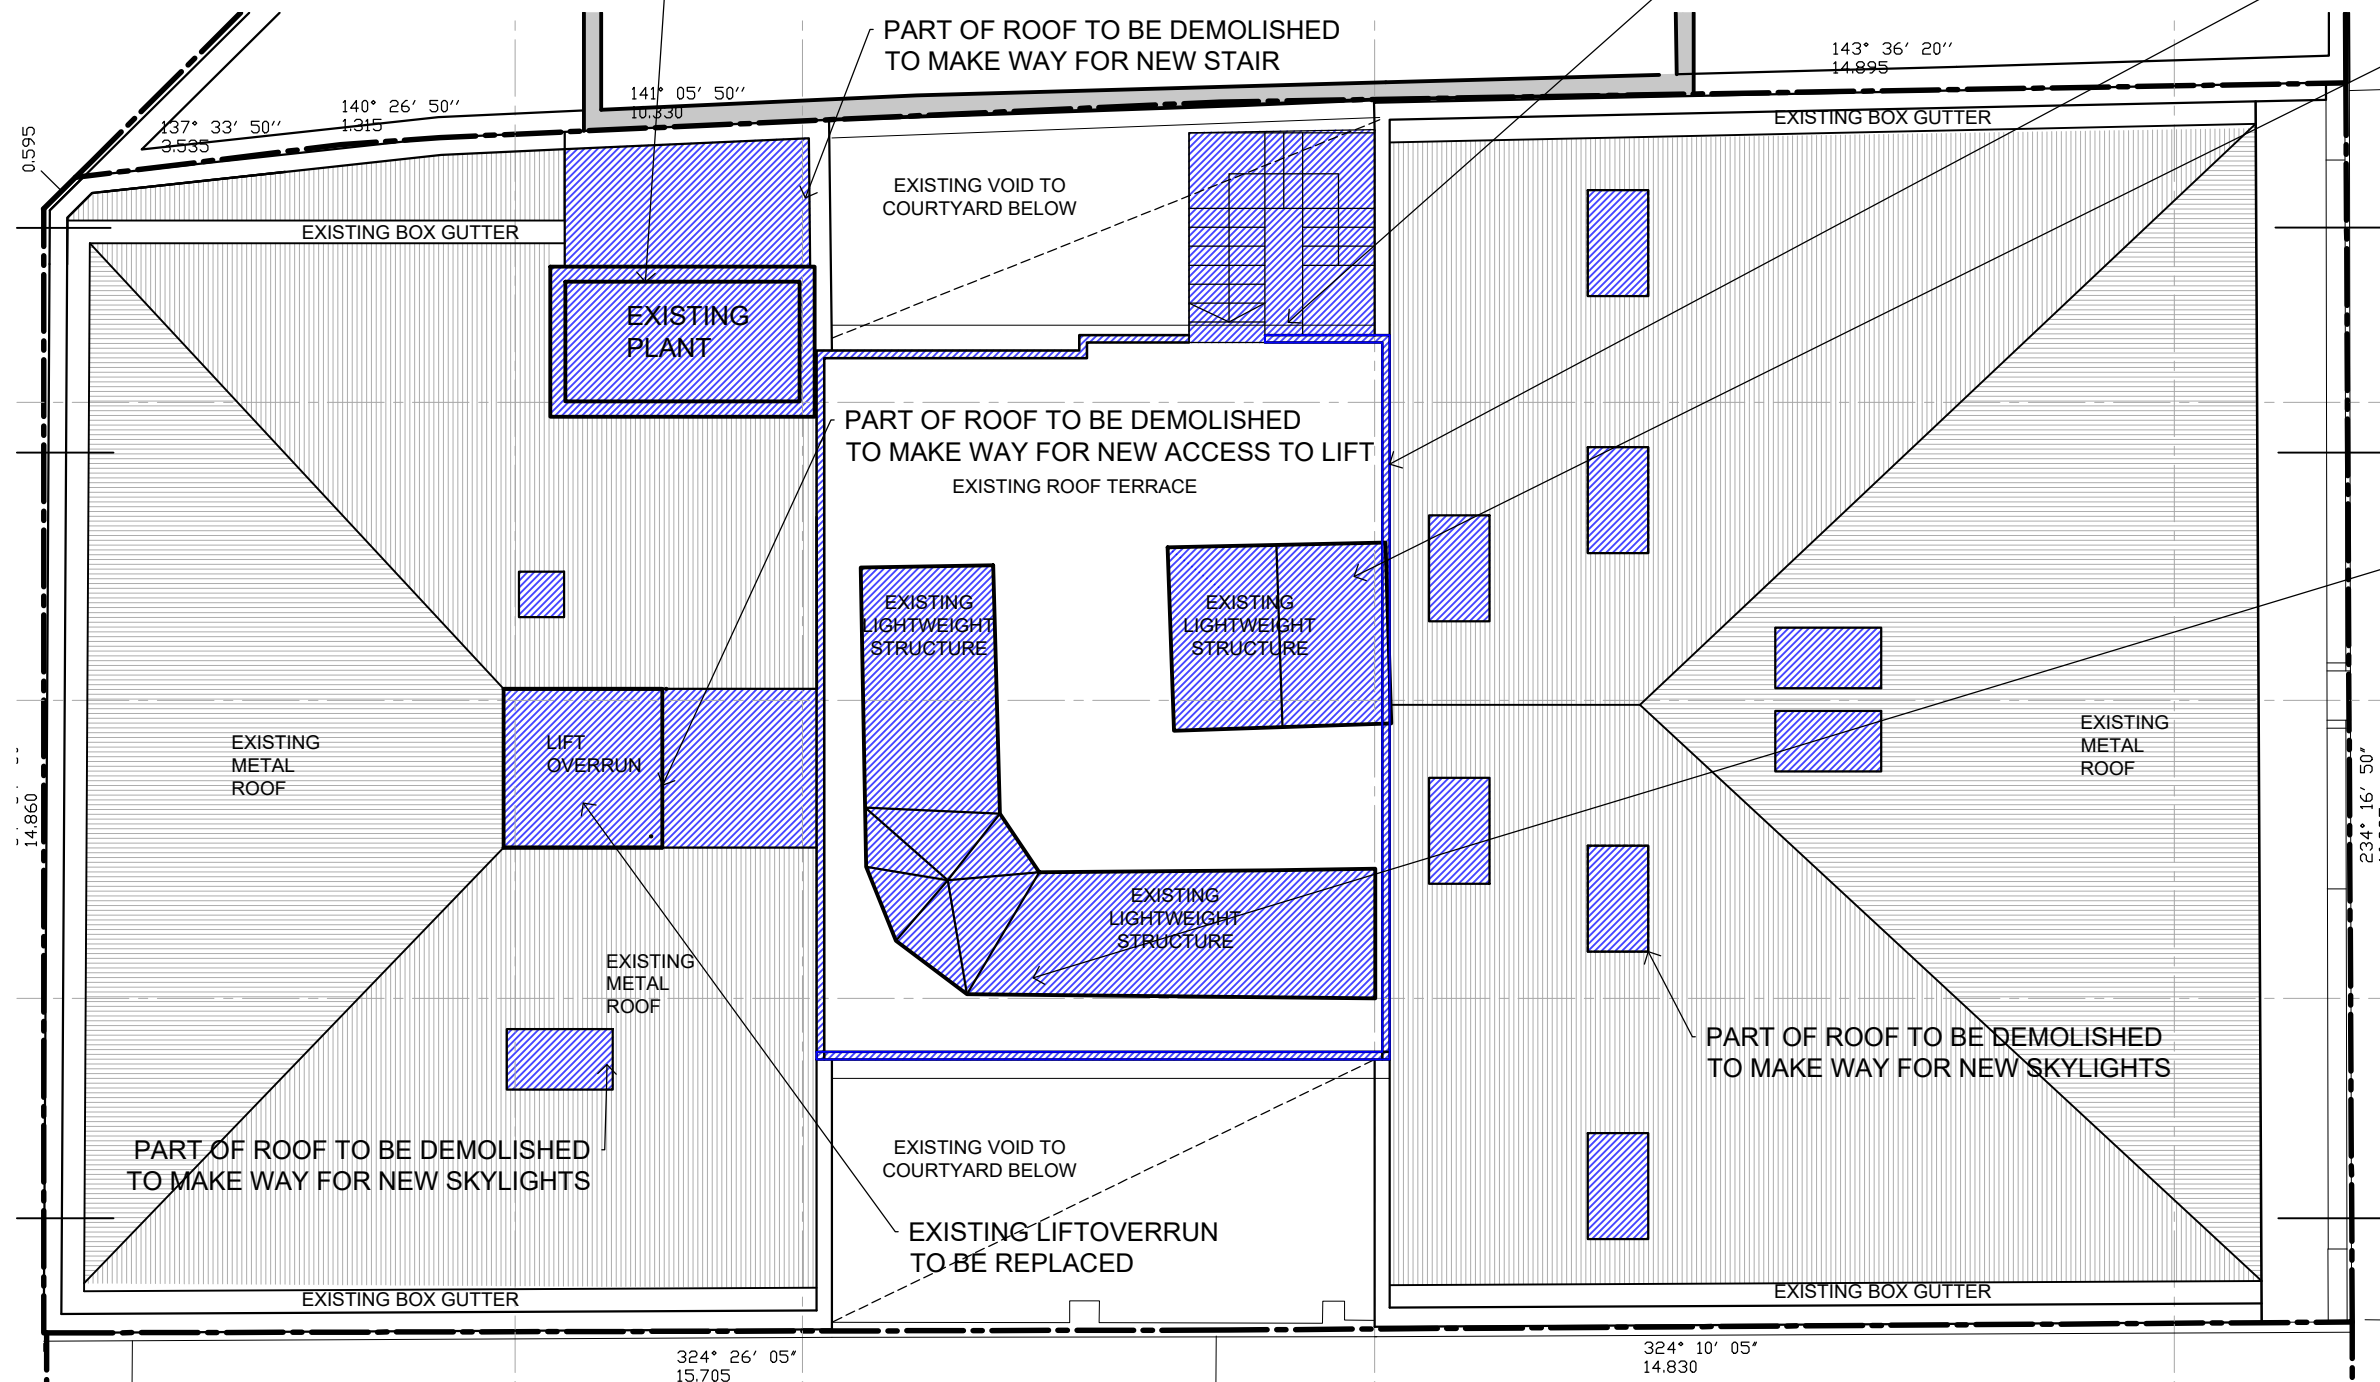 PART OF ROOF TO BE DEMOLISHED
TO MAKE WAY FOR NEW STAIR
143° 36' 20''
14.895
141° 05' 50''
10.330
140° 26' 50''
1.315
137° 33' 50''
3.535
0.595
EXISTING BOX GUTTER
EXISTING VOID TO
COURTYARD BELOW
EXISTING BOX GUTTER
EXISTING
PLANT
PART OF ROOF TO BE DEMOLISHED
TO MAKE WAY FOR NEW ACCESS TO LIFT
EXISTING ROOF TERRACE
EXISTING
LIGHTWEIGHT
STRUCTURE
EXISTING
LIGHTWEIGHT
STRUCTURE
EXISTING
METAL
ROOF
LIFT
OVERRUN
EXISTING
METAL
ROOF
14.860
234° 16' 50"
EXISTING
LIGHTWEIGHT
STRUCTURE
EXISTING
METAL
ROOF
PART OF ROOF TO BE DEMOLISHED
TO MAKE WAY FOR NEW SKYLIGHTS
PART OF ROOF TO BE DEMOLISHED
TO MAKE WAY FOR NEW SKYLIGHTS
EXISTING VOID TO
COURTYARD BELOW
EXISTING LIFTOVERRUN
TO BE REPLACED
EXISTING BOX GUTTER
EXISTING BOX GUTTER
324° 26' 05"
15.705
324° 10' 05"
14.830